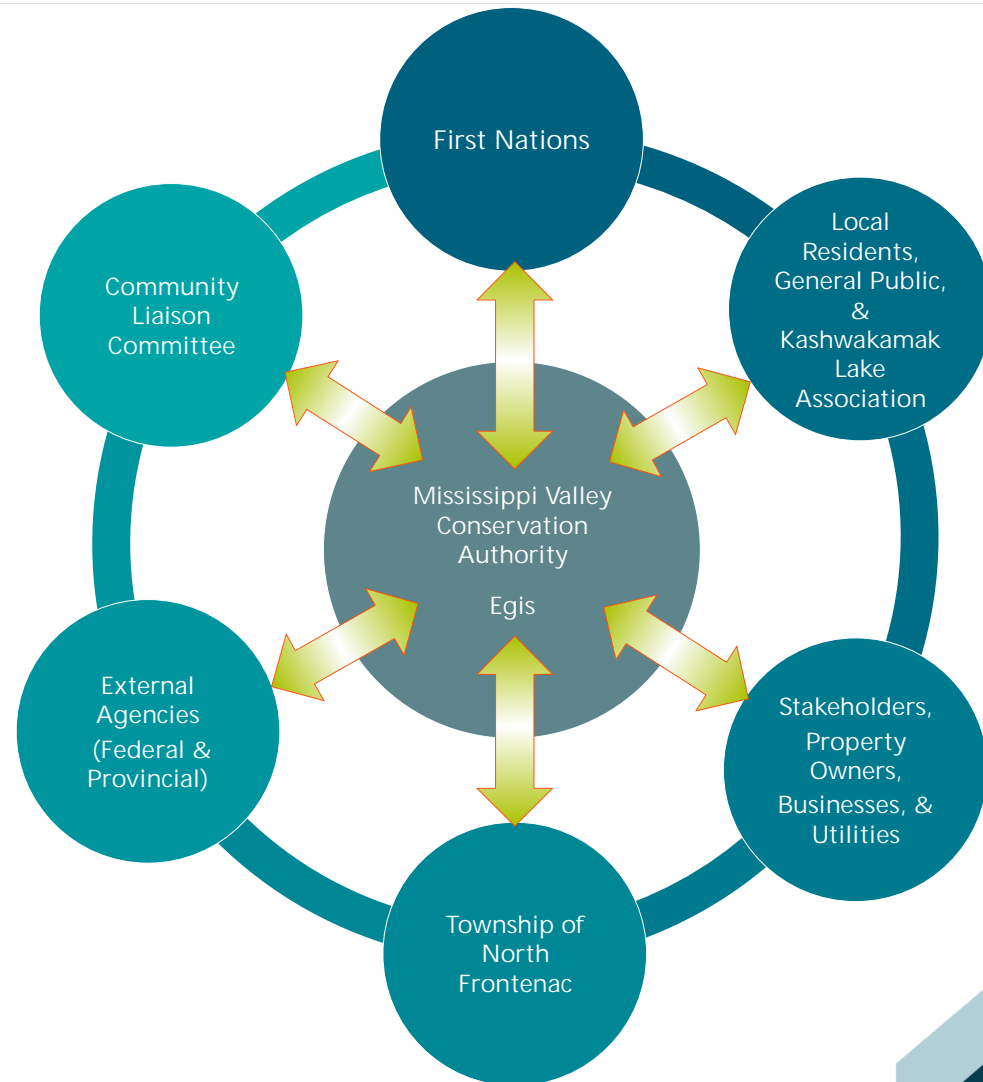 First Nations
Local
Residents,
General Public,
&
Kashwakamak
Lake
Association
Community
Liaison
Committee
Mississippi Valley
Conservation
Authority
Egis
External
Agencies
(Federal &
Provincial)
Stakeholders,
Property
Owners,
Businesses, &
Utilities
Township of
North
Frontenac